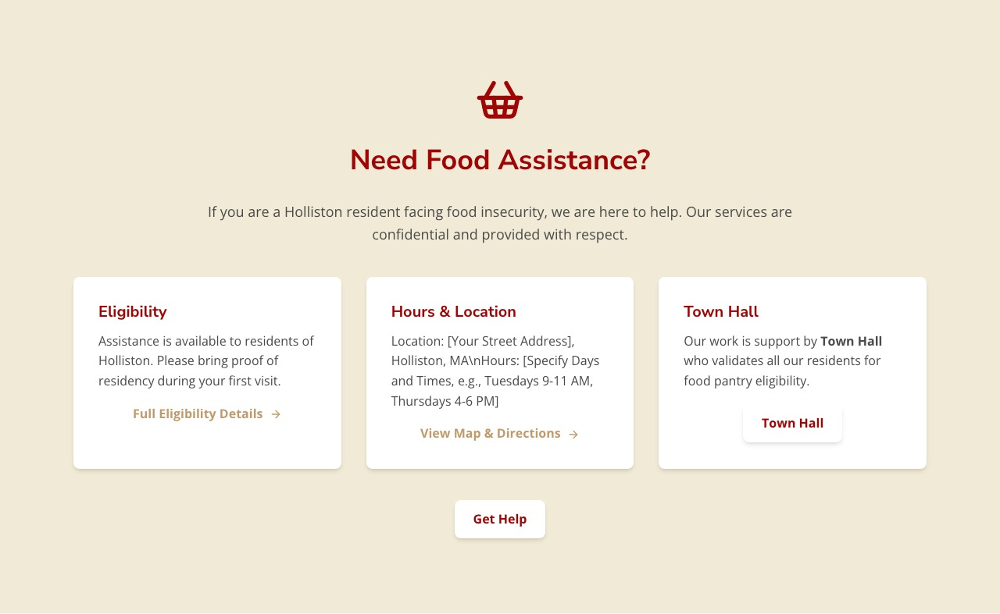 Need Food Assistance?
If you are a Holliston resident facing food insecurity, we are here to help. Our services are
confidential and provided with respect.
Eligibility
Assistance is available to residents of
Holliston. Please bring proof of
residency during your first visit.
Full Eligibility Details →
Hours & Location
Location: [Your Street Address],
Holliston, MA\nHours: [Specify Days
and Times, e.g., Tuesdays 9-11 AM,
Thursdays 4-6 PM]
View Map & Directions →
Town Hall
Our work is support by Town Hall
who validates all our residents for
food pantry eligibility.
Town Hall
Get Help